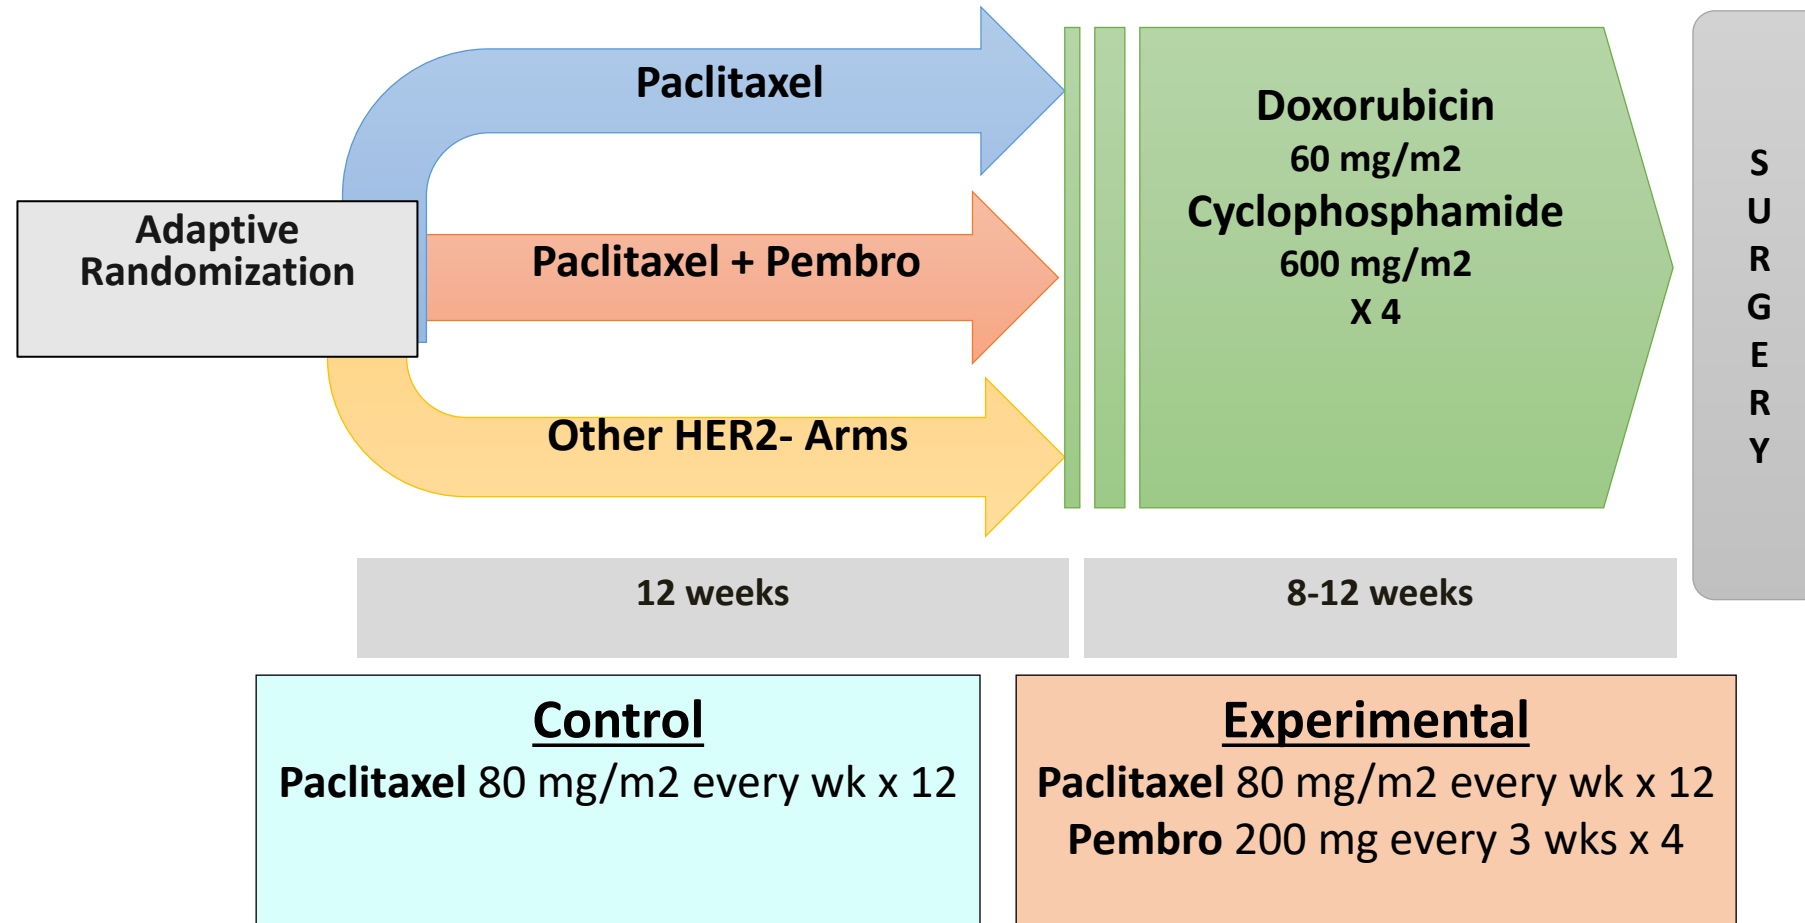 Adaptive
Randomization
Paclitaxel
Paclitaxel + Pembro
Other HER2- Arms
Doxorubicin
60 mg/m2
Cyclophosphamide
600 mg/m2
X 4
S
U
R
G
E
R
Y
12 weeks
8-12 weeks
Control
Paclitaxel 80 mg/m2 every wk x 12
Experimental
Paclitaxel 80 mg/m2 every wk x 12
Pembro 200 mg every 3 wks x 4